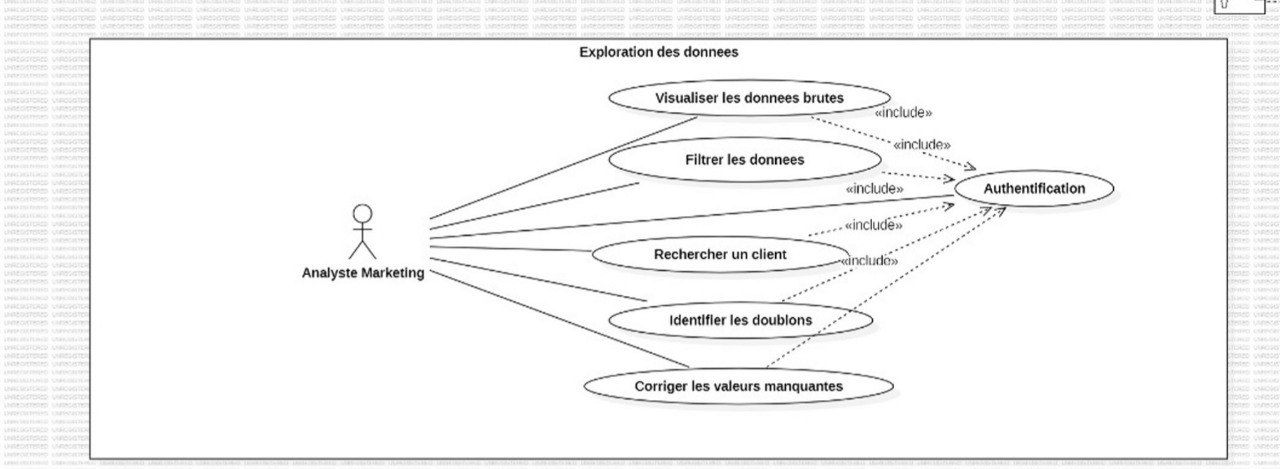 Exploration des donnees
Visualiser les donnees brutes
«include»
«include»
Filtrer les donnees
«include»
Authentification
«include»
Rechercher un client
«include»
Analyste Marketing
Identifier les doublons
Corriger les valeurs manquantes
UNREGISTERED